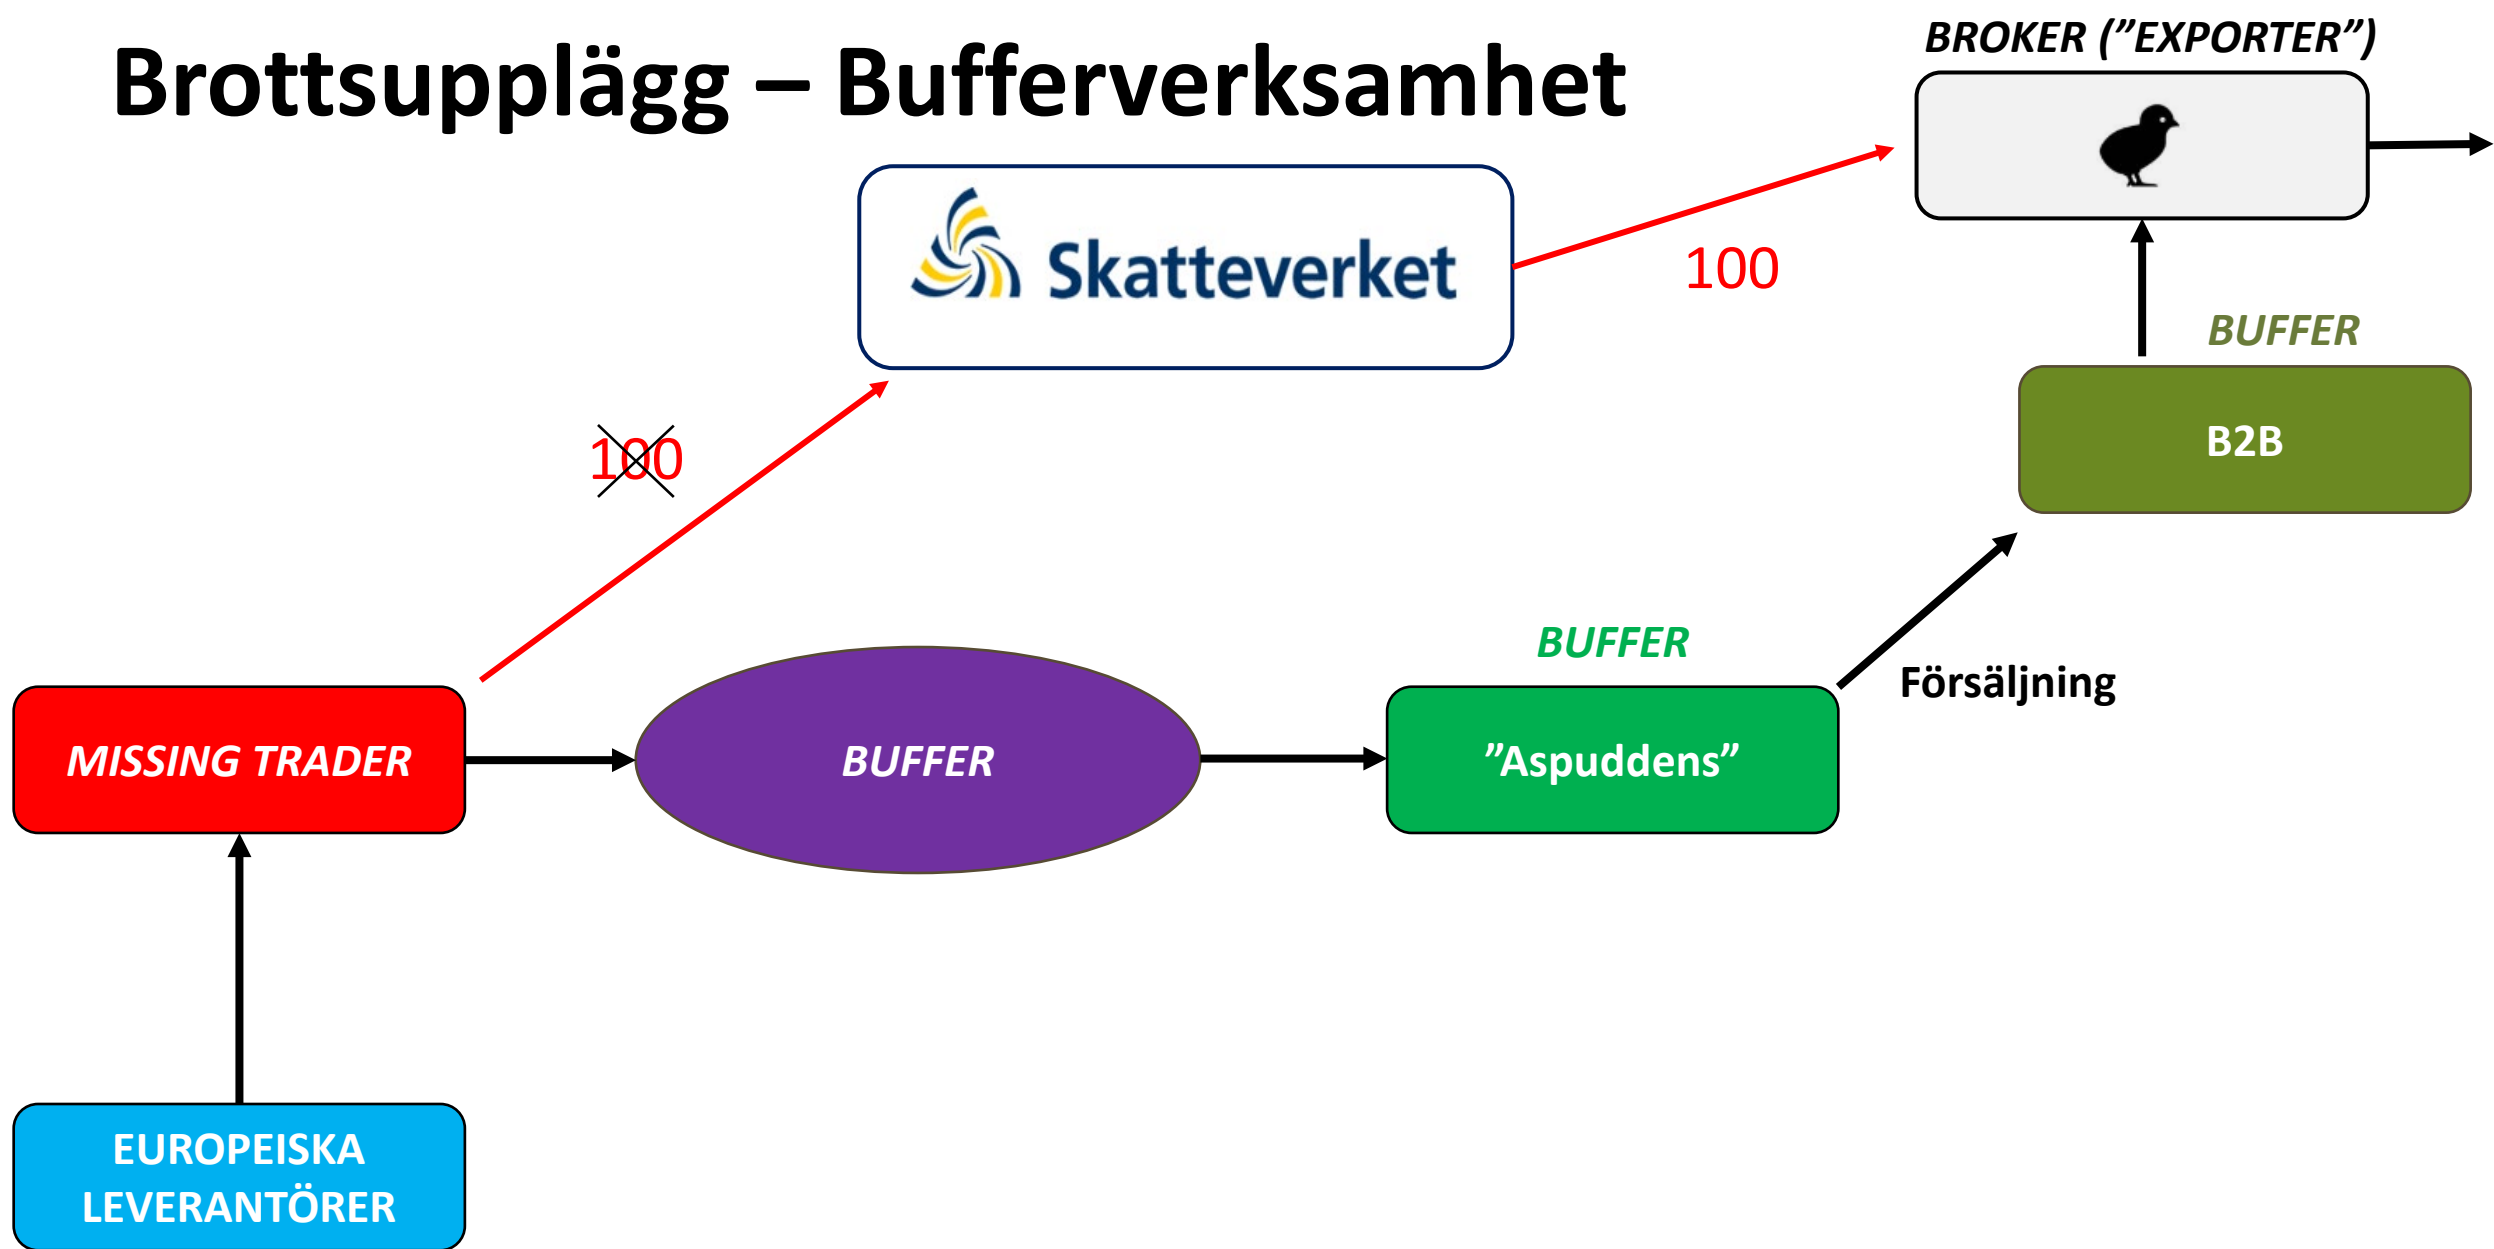 Brottsupplägg – Bufferverksamhet
BROKER (”EXPORTER”)
Skatteverket
100
BUFFER
B2B
100
BUFFER
Försäljning
MISSING TRADER
BUFFER
”Aspuddens”
EUROPEISKA
LEVERANTÖRER